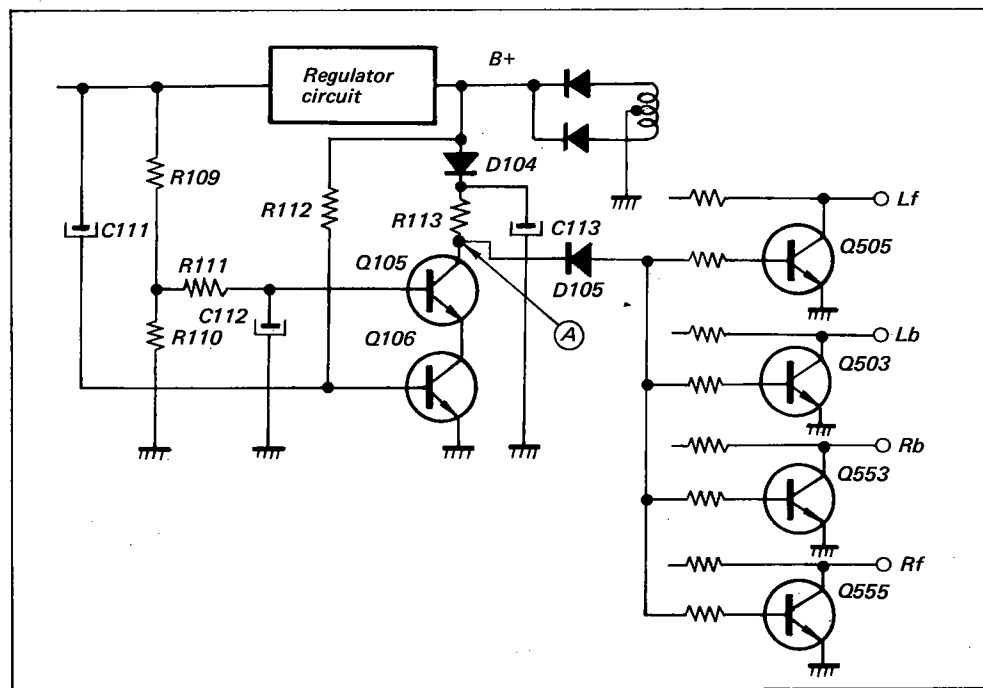 Regulator
circuit
B+
D104
R109
R112
R113
C113
C111
Lf
Q505
R111
Q105
D105
C112
R110
Q106
A
Lb
Q503
Rb
Q553
Rf
Q555